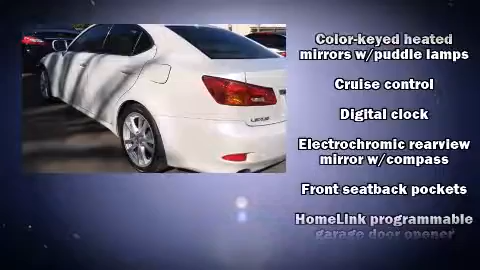 Color-keyed heated
mirrors w/puddle lamps
Cruise control
Digital clock
Electrochromic rearview
mirror w/compass
Front seatback pockets
HomeLink programmable
garage door opener
LEXUS